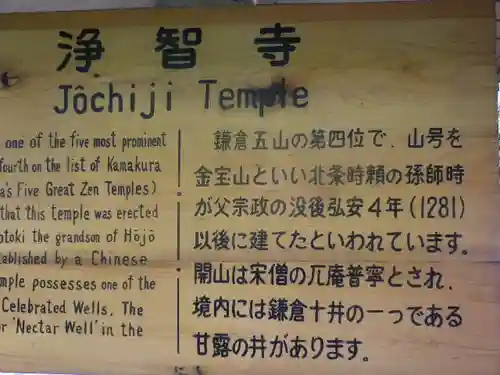 浄智寺
Jôchiji Temple
one of the five most prominent
fourth on the list of Kamakura
a's Five Great Zen Temples)
that this temple was erected
otoki the grandson of Hōjō
tablished by a Chinese
mple possesses one of the
Celebrated Wells. The
or 'Nectar Well' in the
鎌倉五山の第四位で、山号を
金宝山といい北条時頼の孫師時
が父宗政の没後弘安4年(1281)
以後に建てたといわれています。
開山は宋僧の兀庵普寧とされ、
境内には鎌倉十井の一つである
甘露の井があります。